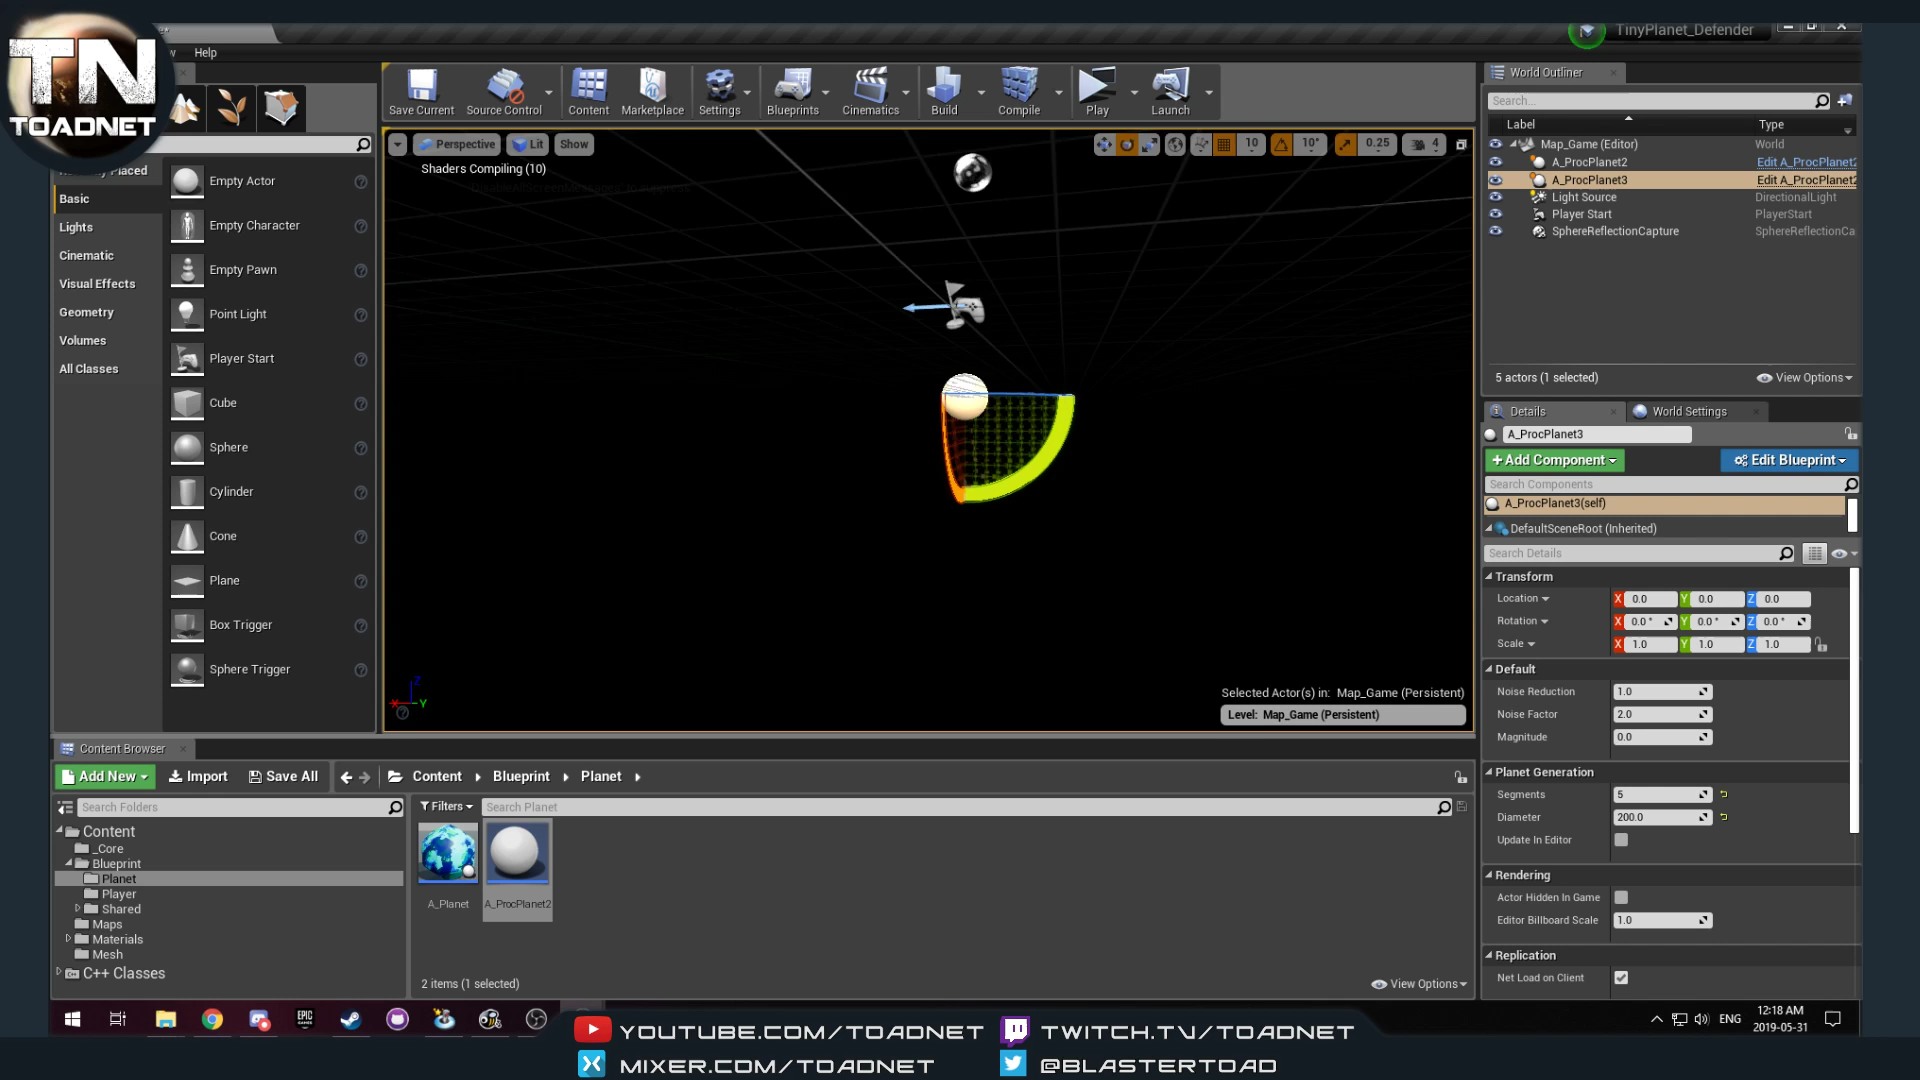 TN
TOADNET
Help
TinyPlanet_Defender
Save Current
Source Control
Content
Marketplace
Settings
Blueprints
Cinematics
Build
Compile
Play
Launch
Placed
Basic
Lights
Cinematic
Visual Effects
Geometry
Volumes
All Classes
Empty Actor
Empty Character
Empty Pawn
Point Light
Player Start
Cube
Sphere
Cylinder
Cone
Plane
Box Trigger
Sphere Trigger
Perspective
Lit
Show
10
10°
0.25
4
Shaders Compiling (10)
Z
X
Y
Selected Actor(s) in: Map_Game (Persistent)
Level: Map_Game (Persistent)
World Outliner
Search...
Label Type
Map_Game (Editor) World
A_ProcPlanet2 Edit A_ProcPlanet2
A_ProcPlanet3 Edit A_ProcPlanet2
Light Source DirectionalLight
Player Start PlayerStart
SphereReflectionCapture SphereReflectionCa
5 actors (1 selected)
View Options
Details
World Settings
A_ProcPlanet3
+Add Component
Edit Blueprint
Search Components
A_ProcPlanet3(self)
DefaultSceneRoot (Inherited)
Search Details
Transform
Location X 0.0 Y 0.0 Z 0.0
Rotation X 0.0° Y 0.0° Z 0.0°
Scale X 1.0 Y 1.0 Z 1.0
Default
Noise Reduction 1.0
Noise Factor 2.0
Magnitude 0.0
Planet Generation
Segments 5
Diameter 200.0
Update In Editor
Rendering
Actor Hidden In Game
Editor Billboard Scale 1.0
Replication
Net Load on Client
Content Browser
Add New
Import
Save All
Content
Blueprint
Planet
Search Folders
Filters
Search Planet
Content
_Core
Blueprint
Planet
Player
Shared
Maps
Materials
Mesh
C++ Classes
A_Planet
A_ProcPlanet2
2 items (1 selected)
View Options
EPIC
GAMES
ENG
12:18 AM
2019-05-31
YOUTUBE.COM/TOADNET
TWITCH.TV/TOADNET
MIXER.COM/TOADNET
@BLASTERTOAD